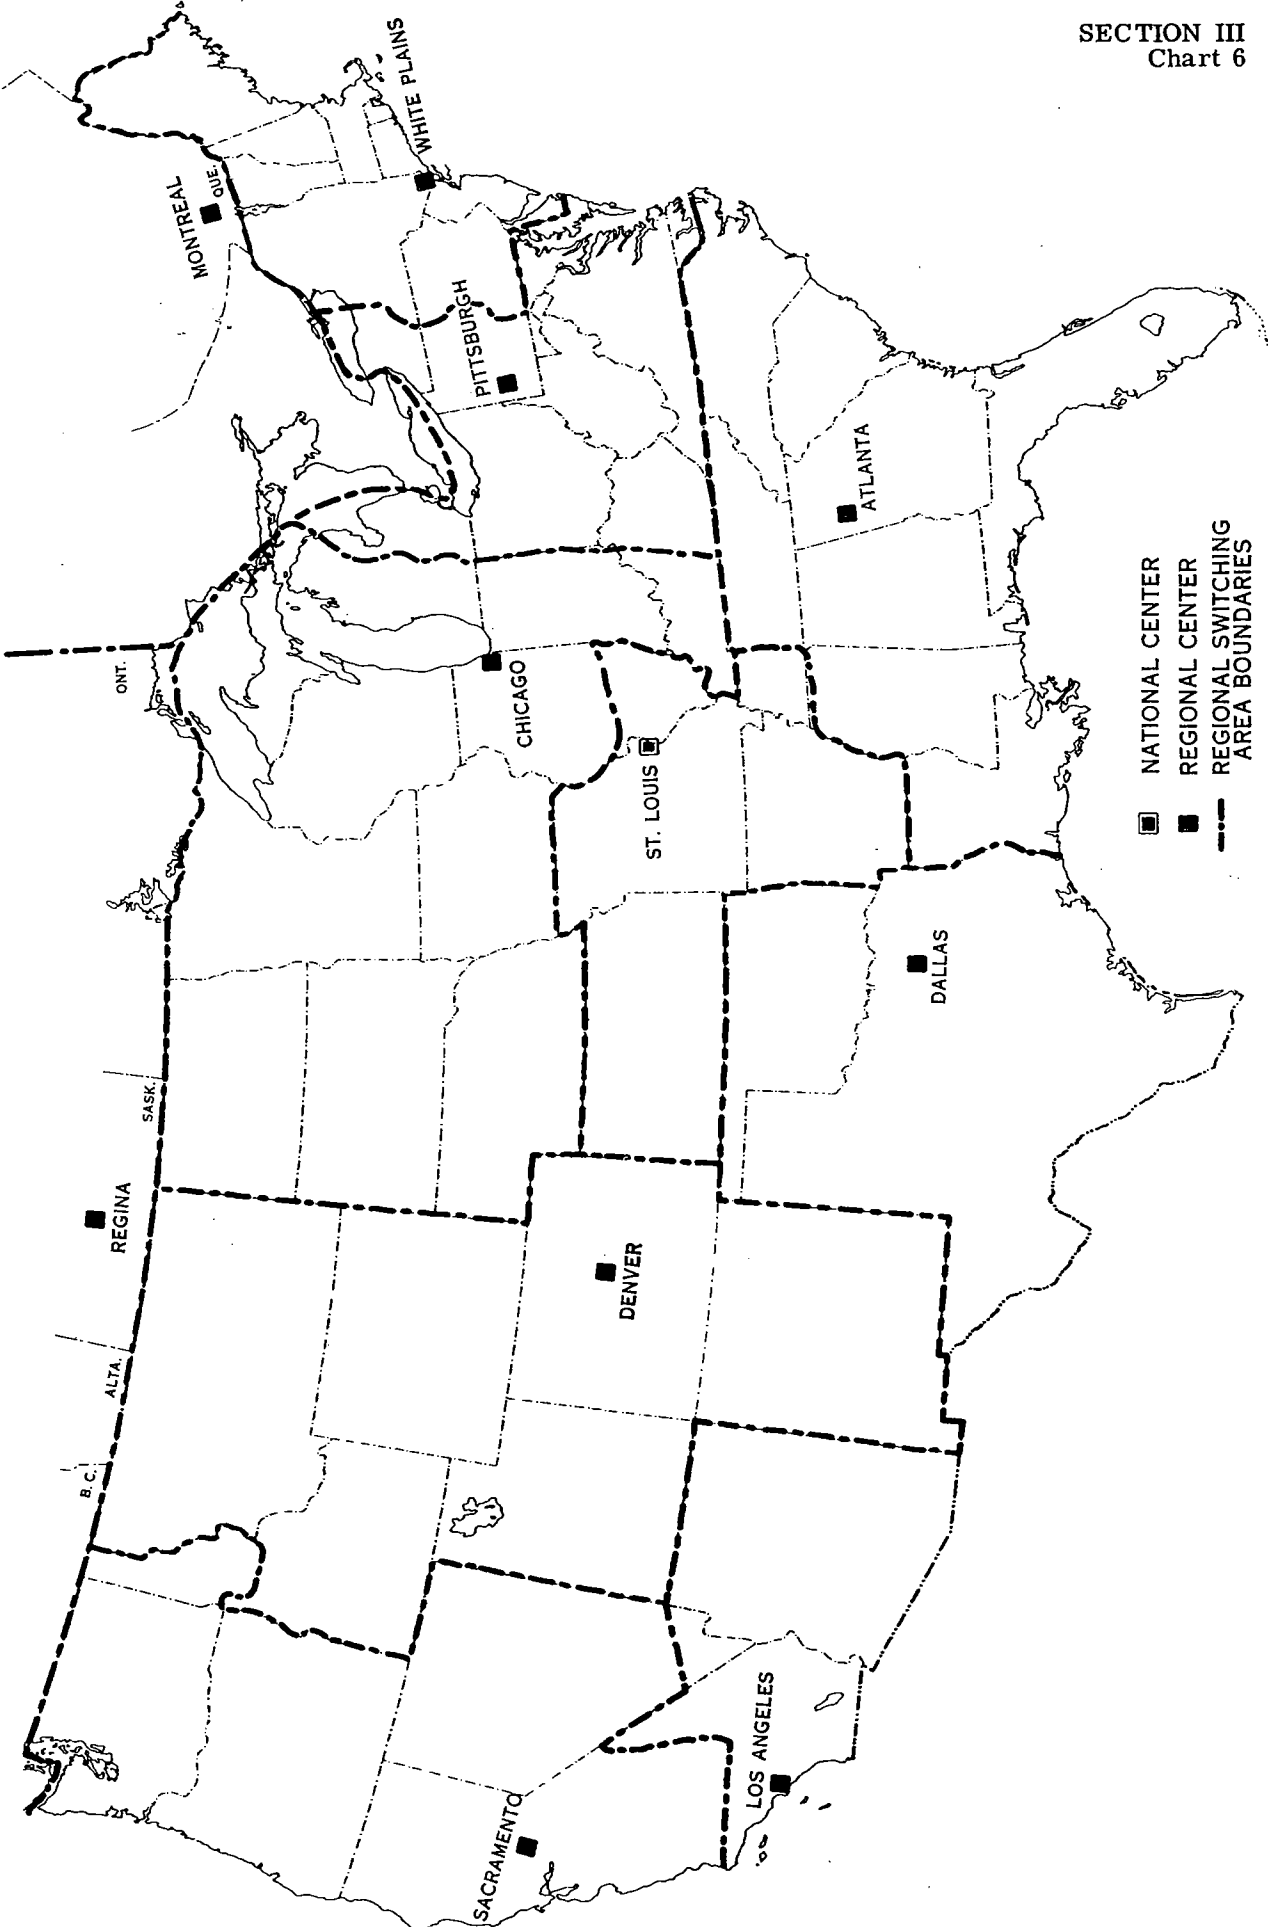 SECTION III
Chart 6
MONTREAL
QUE.
WHITE PLAINS
PITTSBURGH
ONT.
CHICAGO
ATLANTA
ST. LOUIS
SASK.
REGINA
DALLAS
DENVER
ALTA.
B.C.
LOS ANGELES
SACRAMENTO
NATIONAL CENTER
REGIONAL CENTER
REGIONAL SWITCHING
AREA BOUNDARIES